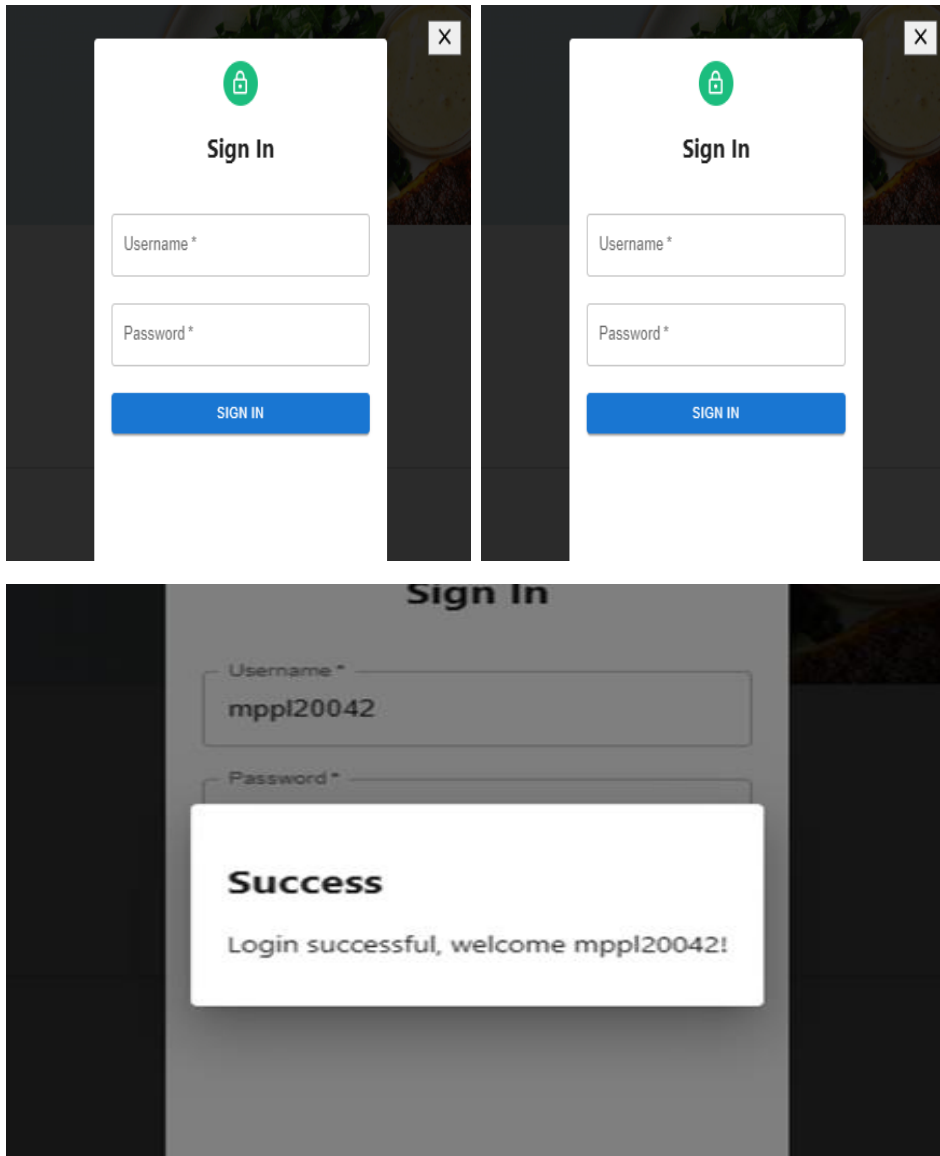 X
Sign In
Username *
Password *
SIGN IN
X
Sign In
Username *
Password *
SIGN IN
Sign In
Username *
mppl20042
Password *
Success
Login successful, welcome mppl20042!